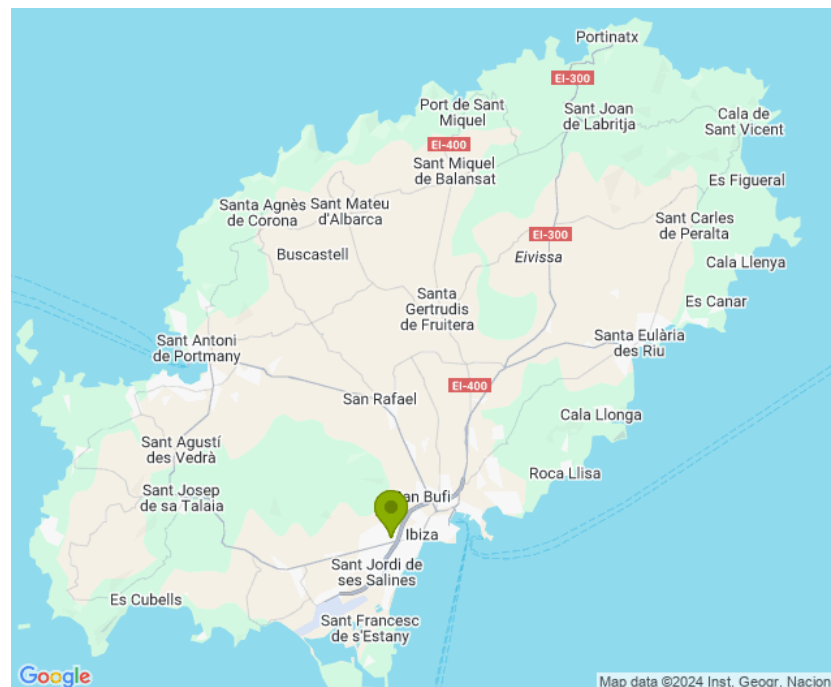 Portinatx
EI-300
Port de Sant
Miquel
Sant Joan
de Labritja
Cala de
Sant Vicent
EI-400
Sant Miquel
de Balansat
Es Figueral
Santa Agnès
de Corona
Sant Mateu
d'Albarca
Sant Carles
de Peralta
EI-300
Buscastell
Eivissa
Cala Llenya
Santa
Gertrudis
de Fruitera
Es Canar
Sant Antoni
de Portmany
Santa Eulària
des Riu
EI-400
San Rafael
Cala Llonga
Sant Agustí
des Vedrà
Roca Llisa
Sant Josep
de sa Talaia
Bufi
Ibiza
Sant Jordi de
ses Salines
Es Cubells
Sant Francesc
de s'Estany
Google
Map data ©2024 Inst. Geogr. Nacion